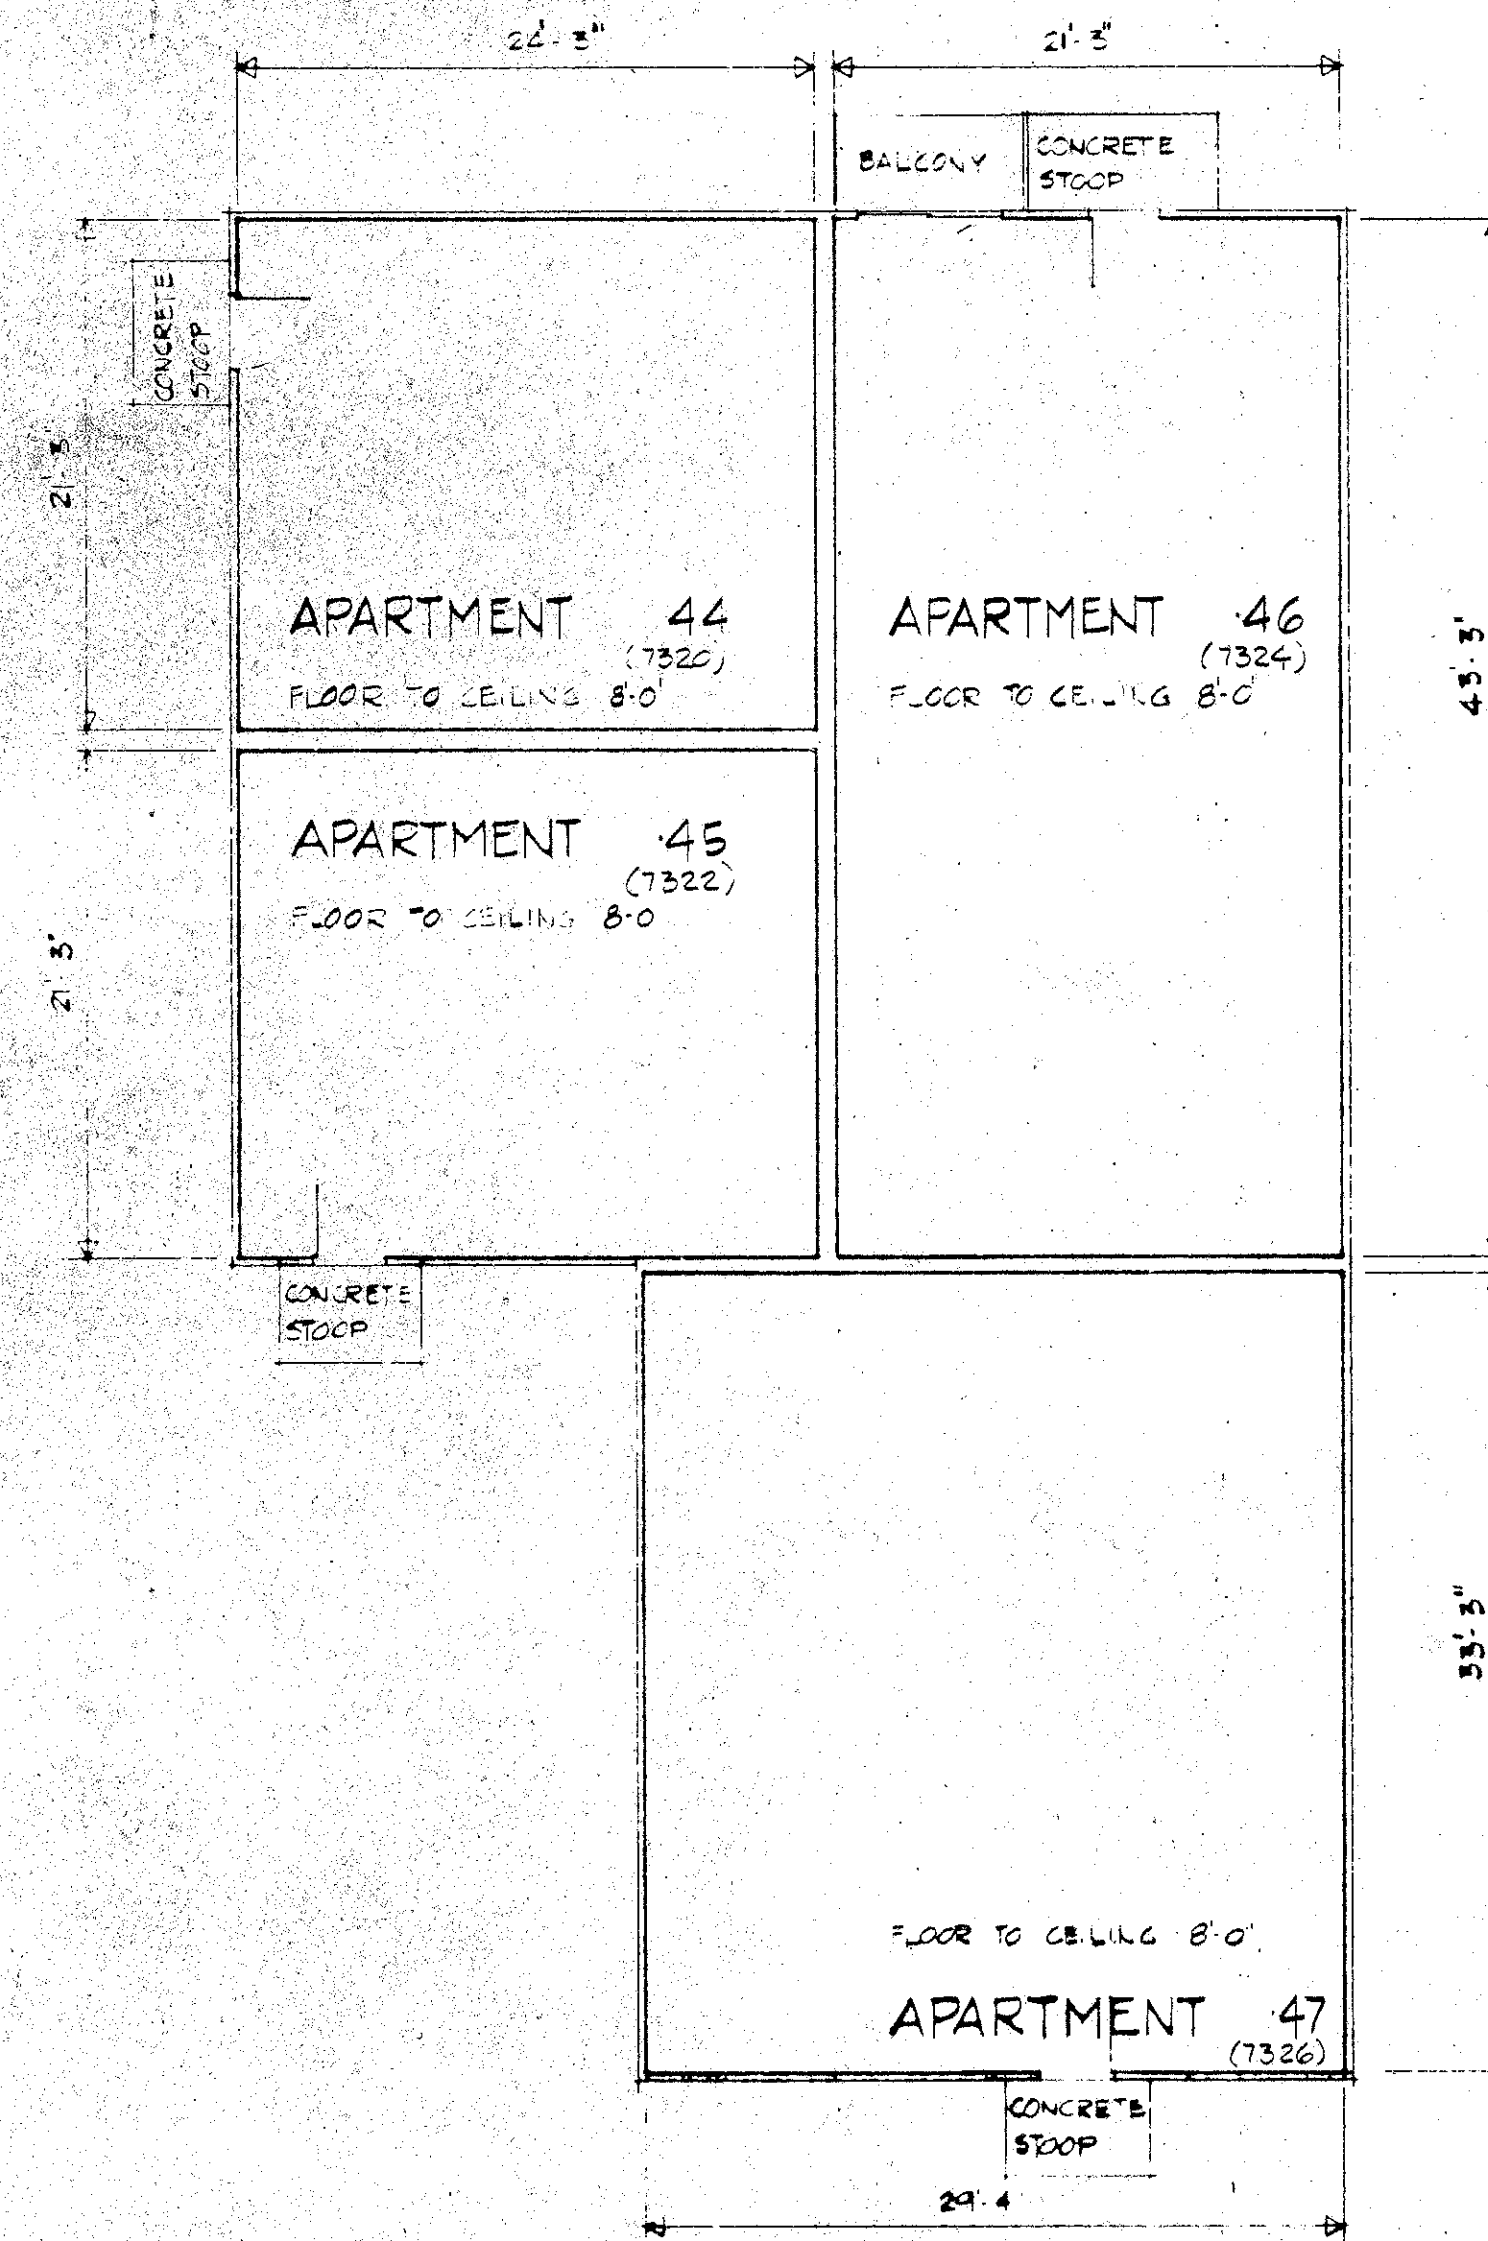 24'-3"
21'-3"
BALCONY
CONCRETE
STOOP
CONCRETE
STOOP
21'-3"
APARTMENT 44
(7320)
FLOOR TO CEILING 8'-0"
APARTMENT 46
(7324)
FLOOR TO CEILING 8'-0"
43'-3"
APARTMENT 45
(7322)
FLOOR TO CEILING 8-0
21'-3"
CONCRETE
STOOP
33'-3"
FLOOR TO CEILING 8'-0"
APARTMENT 47
(7326)
CONCRETE
STOOP
29'-4